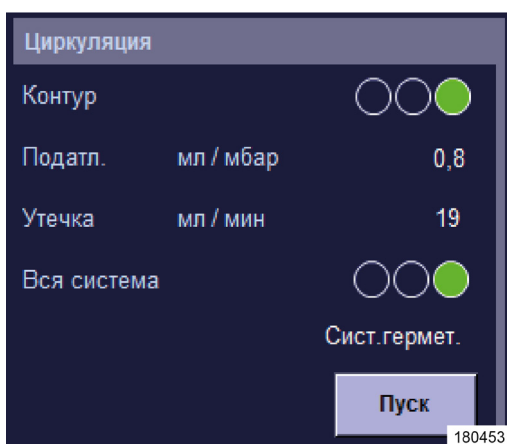 Циркуляция
Контур
Податл. мл / мбар 0,8
Утечка мл / мин 19
Вся система
Сист.гермет.
Пуск
180453